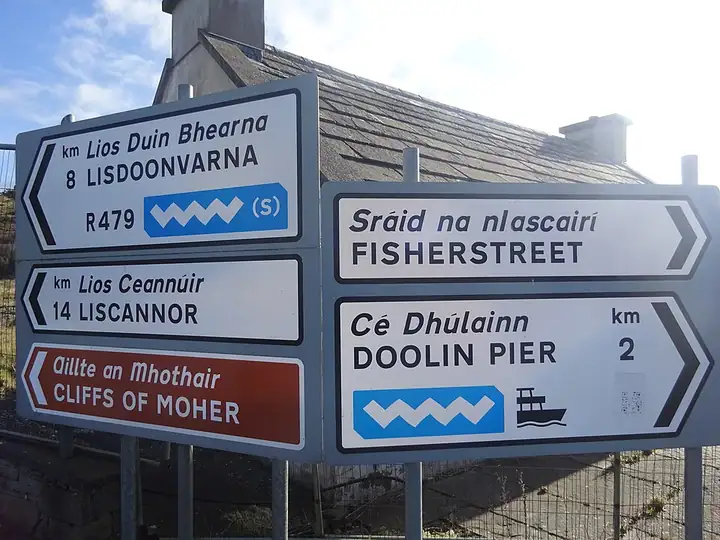 km Lios Duin Bhearna
8 LISDOONVARNA
R479 (S)
km Lios Ceannúir
14 LISCANNOR
Aillte an Mhothair
CLIFFS OF MOHER
Sráid na nIascairí
FISHERSTREET
Cé Dhúlainn km
DOOLIN PIER 2